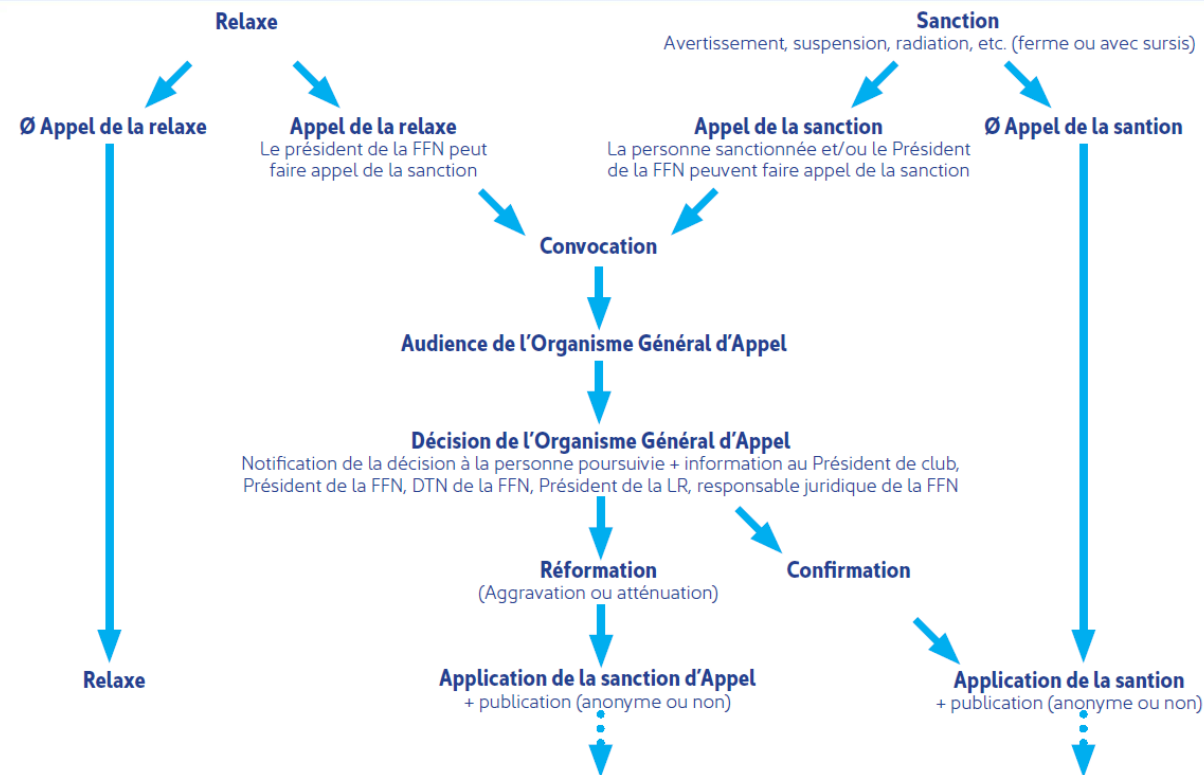 Relaxe
Sanction
Avertissement, suspension, radiation, etc. (ferme ou avec sursis)
Ø Appel de la relaxe
Appel de la relaxe
Le président de la FFN peut
faire appel de la sanction
Appel de la sanction
La personne sanctionnée et/ou le Président
de la FFN peuvent faire appel de la sanction
Ø Appel de la santion
Convocation
Audience de l'Organisme Général d'Appel
Décision de l'Organisme Général d'Appel
Notification de la décision à la personne poursuivie + information au Président de club,
Président de la FFN, DTN de la FFN, Président de la LR, responsable juridique de la FFN
Réformation
(Aggravation ou atténuation)
Confirmation
Relaxe
Application de la sanction d'Appel
+ publication (anonyme ou non)
Application de la santion
+ publication (anonyme ou non)